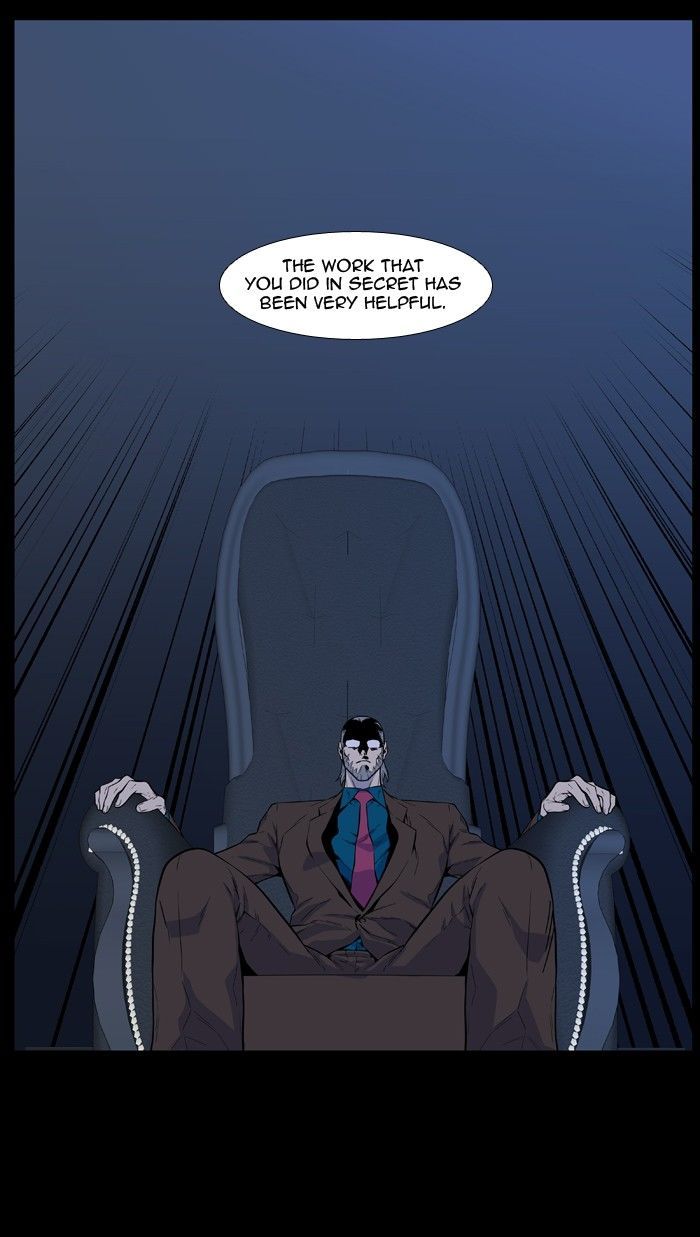 THE WORK THAT
YOU DID IN SECRET HAS
BEEN VERY HELPFUL.